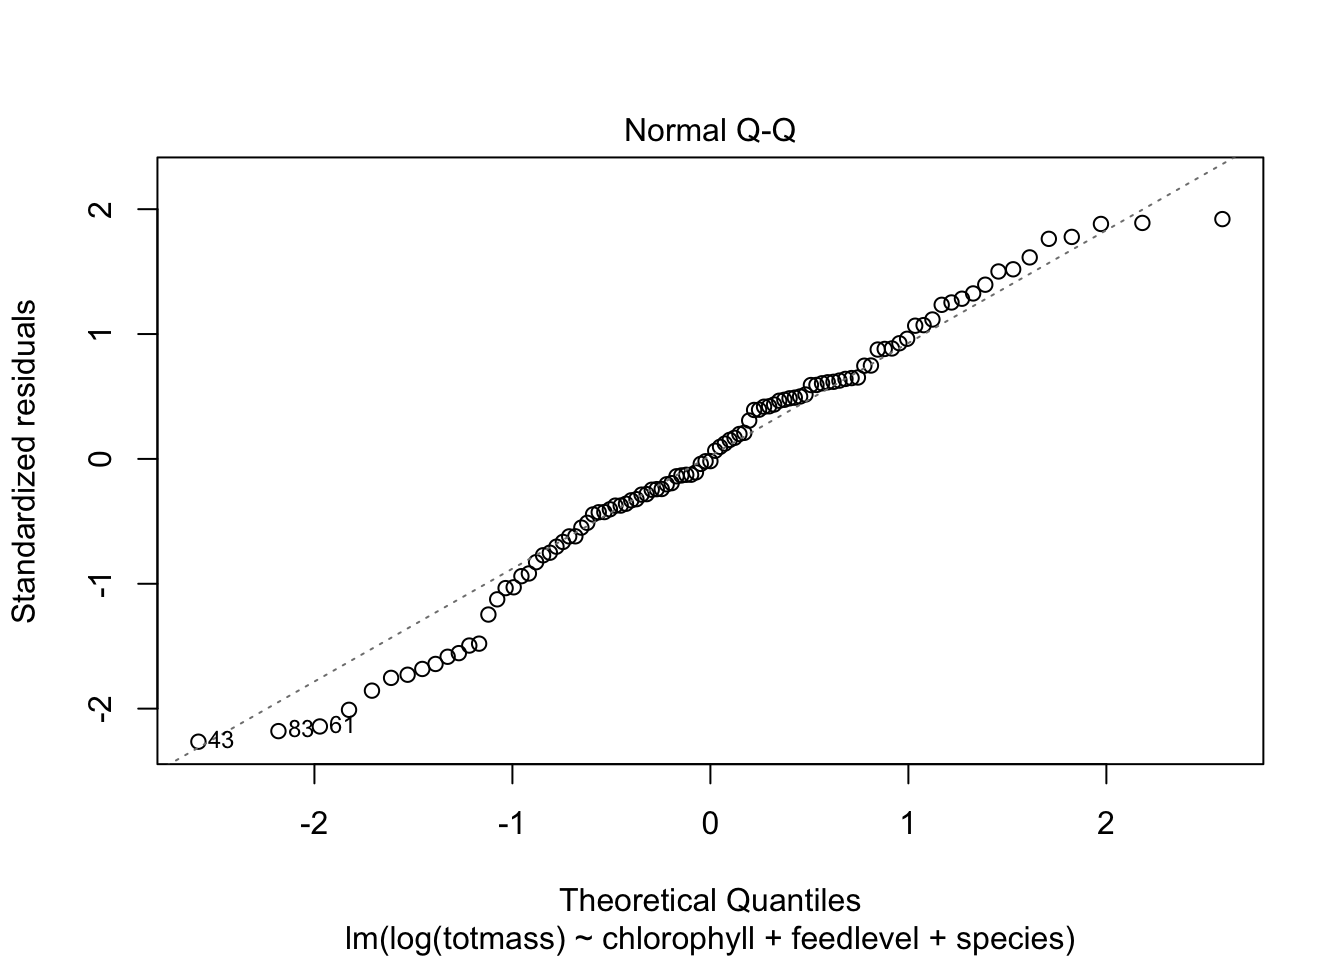 Normal Q-Q
Standardized residuals
2
1
0
-1
-2
43
83
61
-2 -1 0 1 2
Theoretical Quantiles
lm(log(totmass) ~ chlorophyll + feedlevel + species)